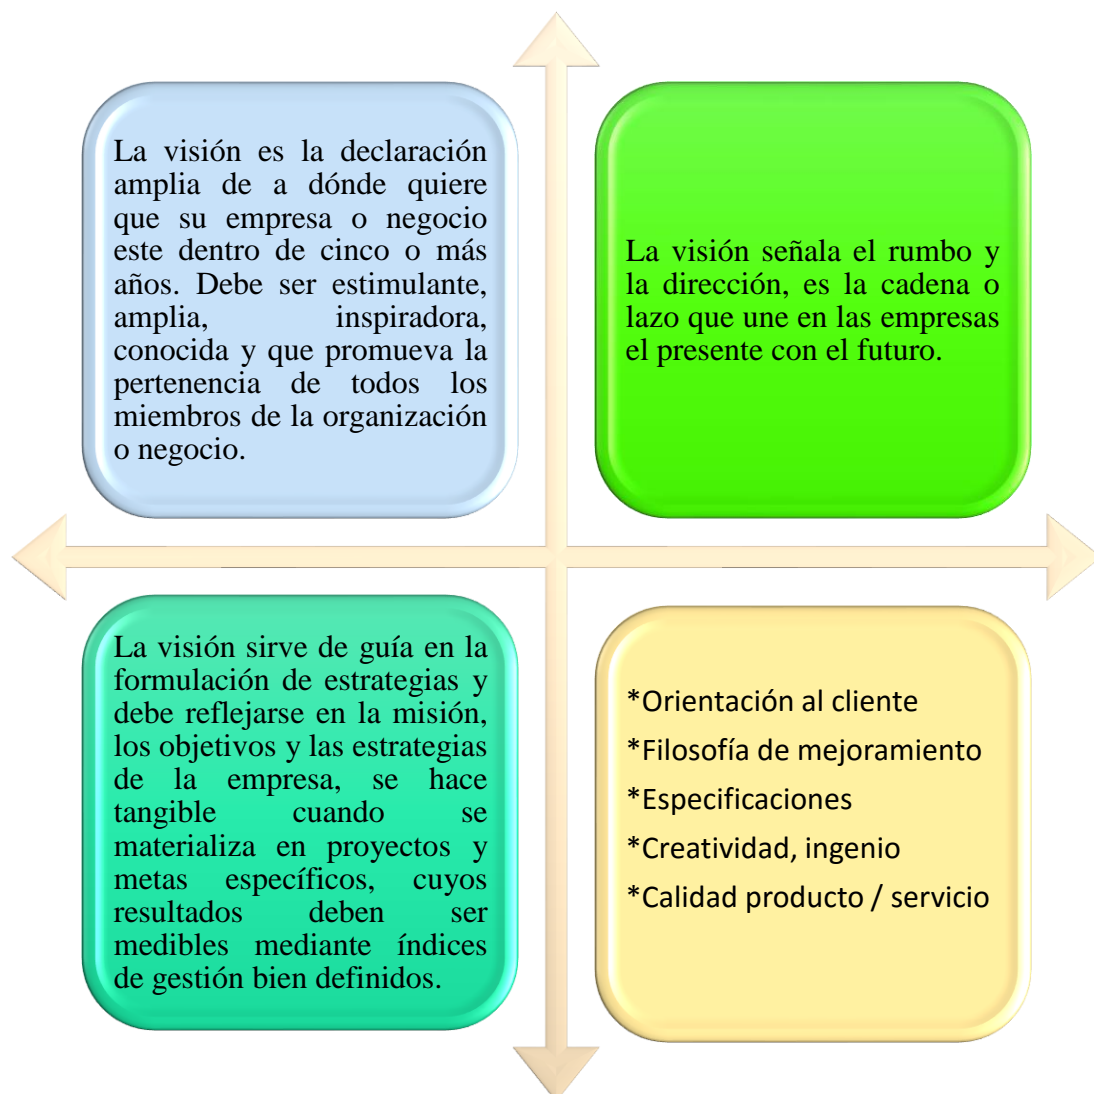 La visión es la declaración
amplia de a dónde quiere
que su empresa o negocio
este dentro de cinco o más
años. Debe ser estimulante,
amplia, inspiradora,
conocida y que promueva la
pertenencia de todos los
miembros de la organización
o negocio.
La visión señala el rumbo y
la dirección, es la cadena o
lazo que une en las empresas
el presente con el futuro.
La visión sirve de guía en la
formulación de estrategias y
debe reflejarse en la misión,
los objetivos y las estrategias
de la empresa, se hace
tangible cuando se
materializa en proyectos y
metas específicos, cuyos
resultados deben ser
medibles mediante índices
de gestión bien definidos.
*Orientación al cliente
*Filosofía de mejoramiento
*Especificaciones
*Creatividad, ingenio
*Calidad producto / servicio